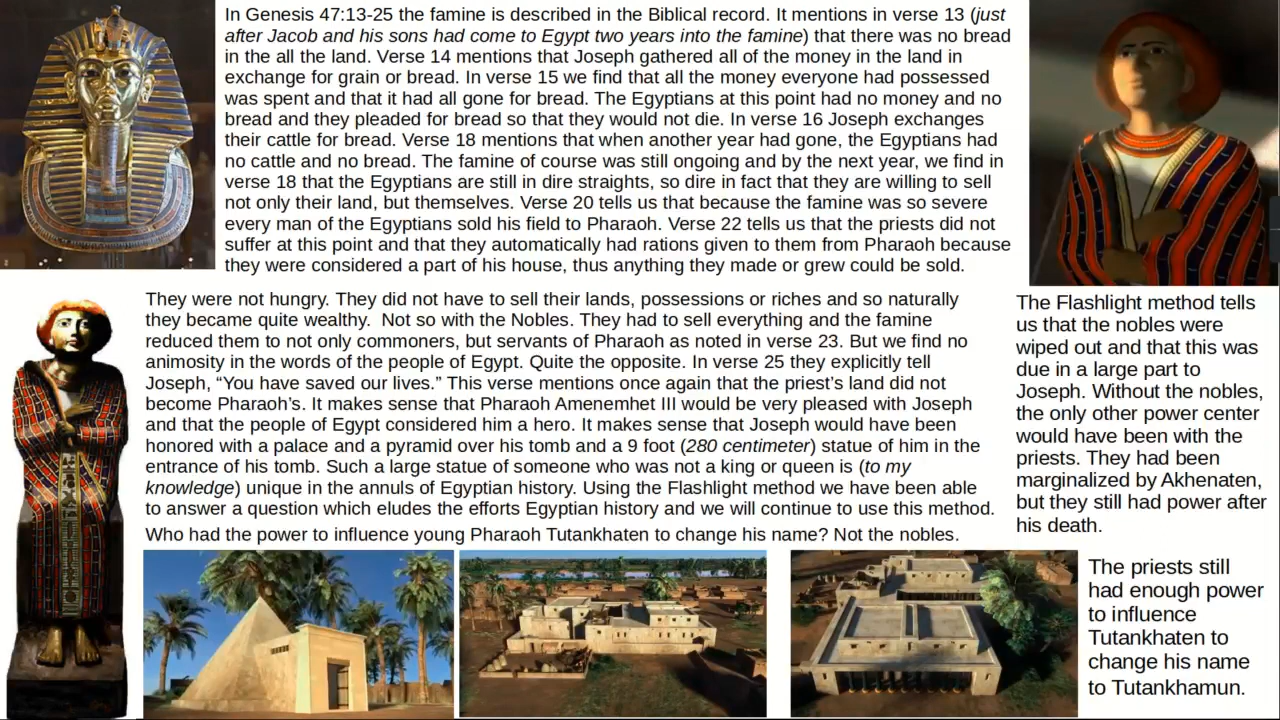 In Genesis 47:13-25 the famine is described in the Biblical record. It mentions in verse 13 (just
after Jacob and his sons had come to Egypt two years into the famine) that there was no bread
in the all the land. Verse 14 mentions that Joseph gathered all of the money in the land in
exchange for grain or bread. In verse 15 we find that all the money everyone had possessed
was spent and that it had all gone for bread. The Egyptians at this point had no money and no
bread and they pleaded for bread so that they would not die. In verse 16 Joseph exchanges
their cattle for bread. Verse 18 mentions that when another year had gone, the Egyptians had
no cattle and no bread. The famine of course was still ongoing and by the next year, we find in
verse 18 that the Egyptians are still in dire straights, so dire in fact that they are willing to sell
not only their land, but themselves. Verse 20 tells us that because the famine was so severe
every man of the Egyptians sold his field to Pharaoh. Verse 22 tells us that the priests did not
suffer at this point and that they automatically had rations given to them from Pharaoh because
they were considered a part of his house, thus anything they made or grew could be sold.
They were not hungry. They did not have to sell their lands, possessions or riches and so naturally
they became quite wealthy.  Not so with the Nobles. They had to sell everything and the famine
reduced them to not only commoners, but servants of Pharaoh as noted in verse 23. But we find no
animosity in the words of the people of Egypt. Quite the opposite. In verse 25 they explicitly tell
Joseph, “You have saved our lives.” This verse mentions once again that the priest’s land did not
become Pharaoh’s. It makes sense that Pharaoh Amenemhet III would be very pleased with Joseph
and that the people of Egypt considered him a hero. It makes sense that Joseph would have been
honored with a palace and a pyramid over his tomb and a 9 foot (280 centimeter) statue of him in the
entrance of his tomb. Such a large statue of someone who was not a king or queen is (to my
knowledge) unique in the annuls of Egyptian history. Using the Flashlight method we have been able
to answer a question which eludes the efforts Egyptian history and we will continue to use this method.
Who had the power to influence young Pharaoh Tutankhaten to change his name? Not the nobles.
The Flashlight method tells
us that the nobles were
wiped out and that this was
due in a large part to
Joseph. Without the nobles,
the only other power center
would have been with the
priests. They had been
marginalized by Akhenaten,
but they still had power after
his death.
The priests still
had enough power
to influence
Tutankhaten to
change his name
to Tutankhamun.